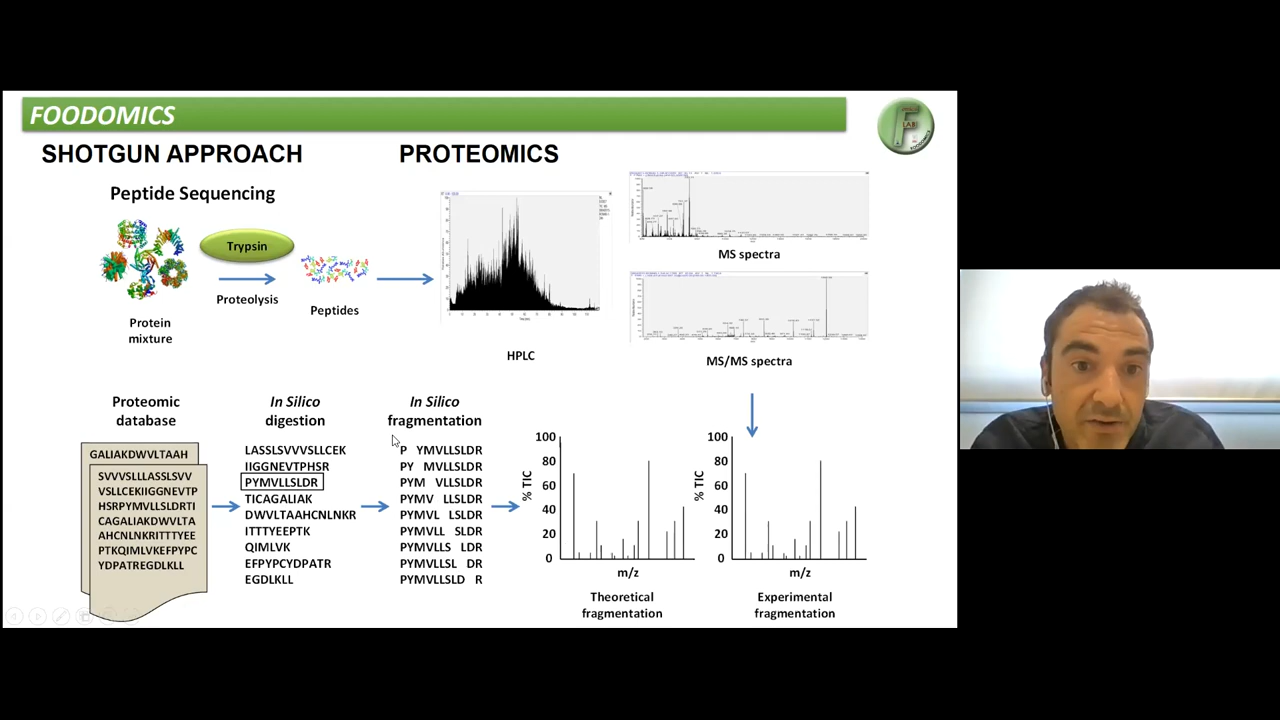 FOODOMICS
SHOTGUN APPROACH
PROTEOMICS
LAB
FOODOMICS
Peptide Sequencing
Trypsin
Proteolysis
Protein
mixture
Peptides
HPLC
MS spectra
MS/MS spectra
Proteomic
database
GALIAKDWVLTAAH
SVVVSLLLASSLSVV
VSLLCEKIIGGNEVTP
HSRPYMVLLSLDRTI
CAGALIAKDWVLTA
AHCNLNKRITTTYEE
PTKQIMLVKEFPYPC
YDPATREGDLKLL
In Silico
digestion
LASSLSVVVSLLCEK
IIGGNEVTPHSR
PYMVLLSLDR
TICAGALIAK
DWVLTAAHCNLNKR
ITTTYEEPTK
QIMLVK
EFPYPCYDPATR
EGDLKLL
In Silico
fragmentation
P YMVLLSLDR
PY MVLLSLDR
PYM VLLSLDR
PYMV LLSLDR
PYMVL LSLDR
PYMVLL SLDR
PYMVLLS LDR
PYMVLLSL DR
PYMVLLSLD R
100
80
60
40
20
0
% TIC
m/z
Theoretical
fragmentation
100
80
60
40
20
0
% TIC
m/z
Experimental
fragmentation